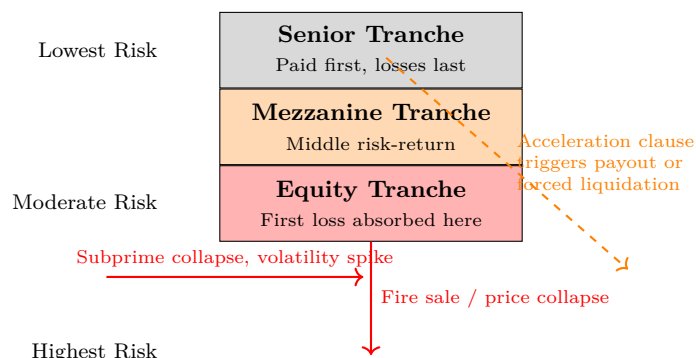 Senior Tranche
Lowest Risk
Paid first, losses last
Mezzanine Tranche
Middle risk-return
Acceleration clause
triggers payout or
forced liquidation
Equity Tranche
Moderate Risk
First loss absorbed here
Subprime collapse, volatility spike
Fire sale / price collapse
Highest Risk